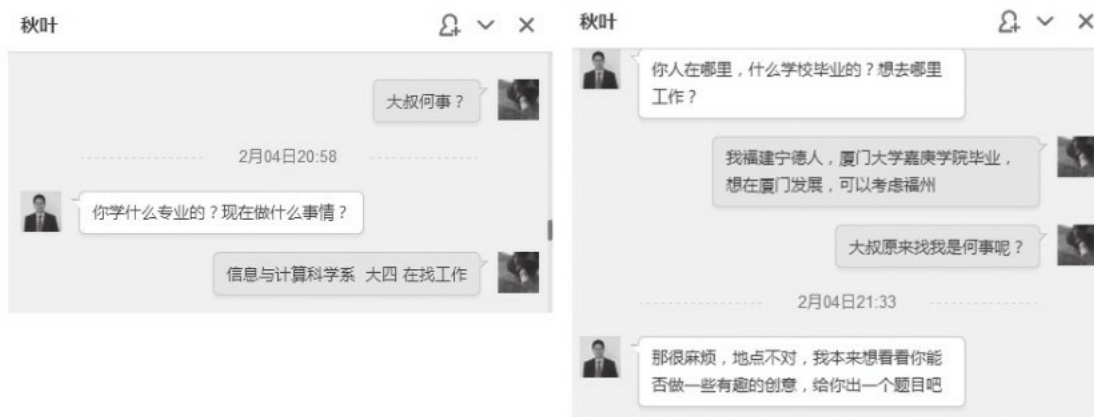 秋叶
大叔何事？
2月04日20:58
你学什么专业的？现在做什么事情？
信息与计算科学系 大四 在找工作
秋叶
你人在哪里，什么学校毕业的？想去哪里
工作？
我福建宁德人，厦门大学嘉庚学院毕业，
想在厦门发展，可以考虑福州
大叔原来找我是何事呢？
2月04日21:33
那很麻烦，地点不对，我本来想看看你能
否做一些有趣的创意，给你出一个题目吧